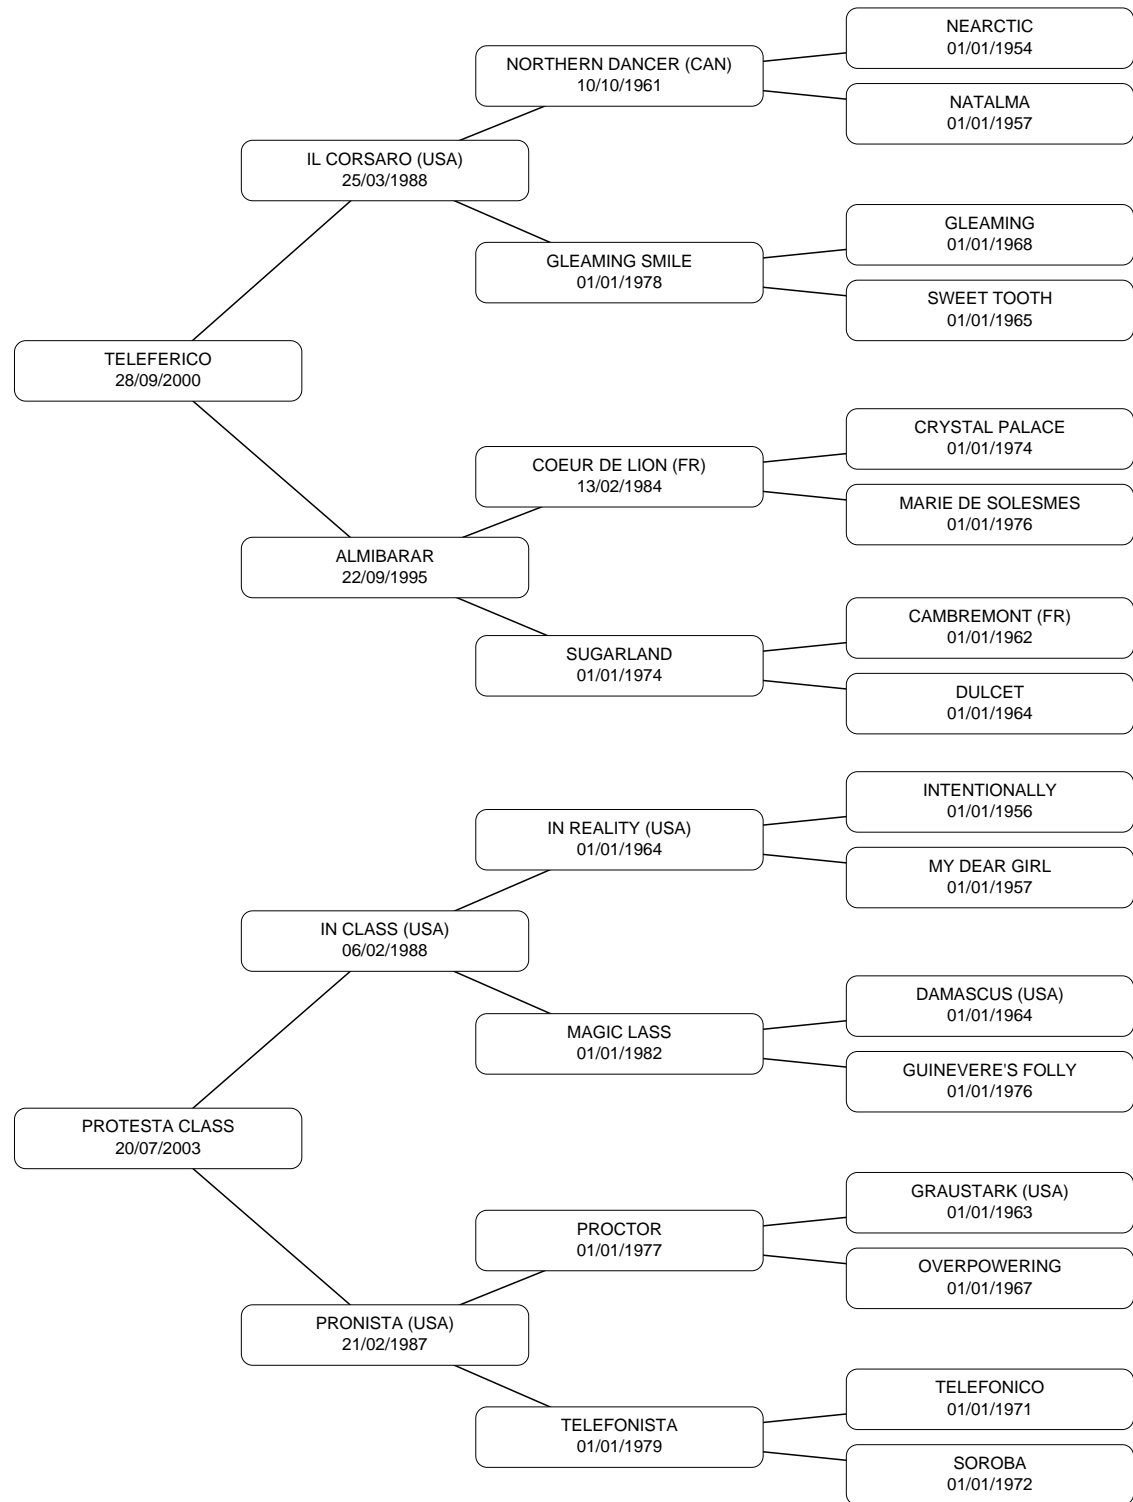 NEARCTIC
01/01/1954
NORTHERN DANCER (CAN)
10/10/1961
NATALMA
01/01/1957
IL CORSARO (USA)
25/03/1988
GLEAMING
01/01/1968
GLEAMING SMILE
01/01/1978
SWEET TOOTH
01/01/1965
TELEFERICO
28/09/2000
CRYSTAL PALACE
01/01/1974
COEUR DE LION (FR)
13/02/1984
MARIE DE SOLESMES
01/01/1976
ALMIBARAR
22/09/1995
CAMBREMONT (FR)
01/01/1962
SUGARLAND
01/01/1974
DULCET
01/01/1964
INTENTIONALLY
01/01/1956
IN REALITY (USA)
01/01/1964
MY DEAR GIRL
01/01/1957
IN CLASS (USA)
06/02/1988
DAMASCUS (USA)
01/01/1964
MAGIC LASS
01/01/1982
GUINEVERE'S FOLLY
01/01/1976
PROTESTA CLASS
20/07/2003
GRAUSTARK (USA)
01/01/1963
PROCTOR
01/01/1977
OVERPOWERING
01/01/1967
PRONISTA (USA)
21/02/1987
TELEFONICO
01/01/1971
TELEFONISTA
01/01/1979
SOROBA
01/01/1972